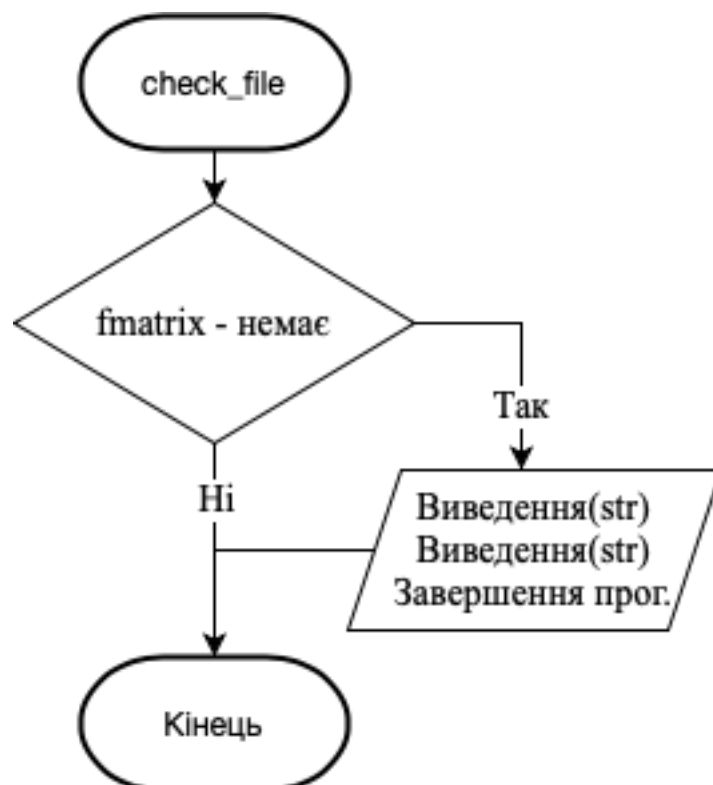 check_file
fmatrix - немає
Так
Ні
Виведення(str)
Виведення(str)
Завершення прог.
Кінець